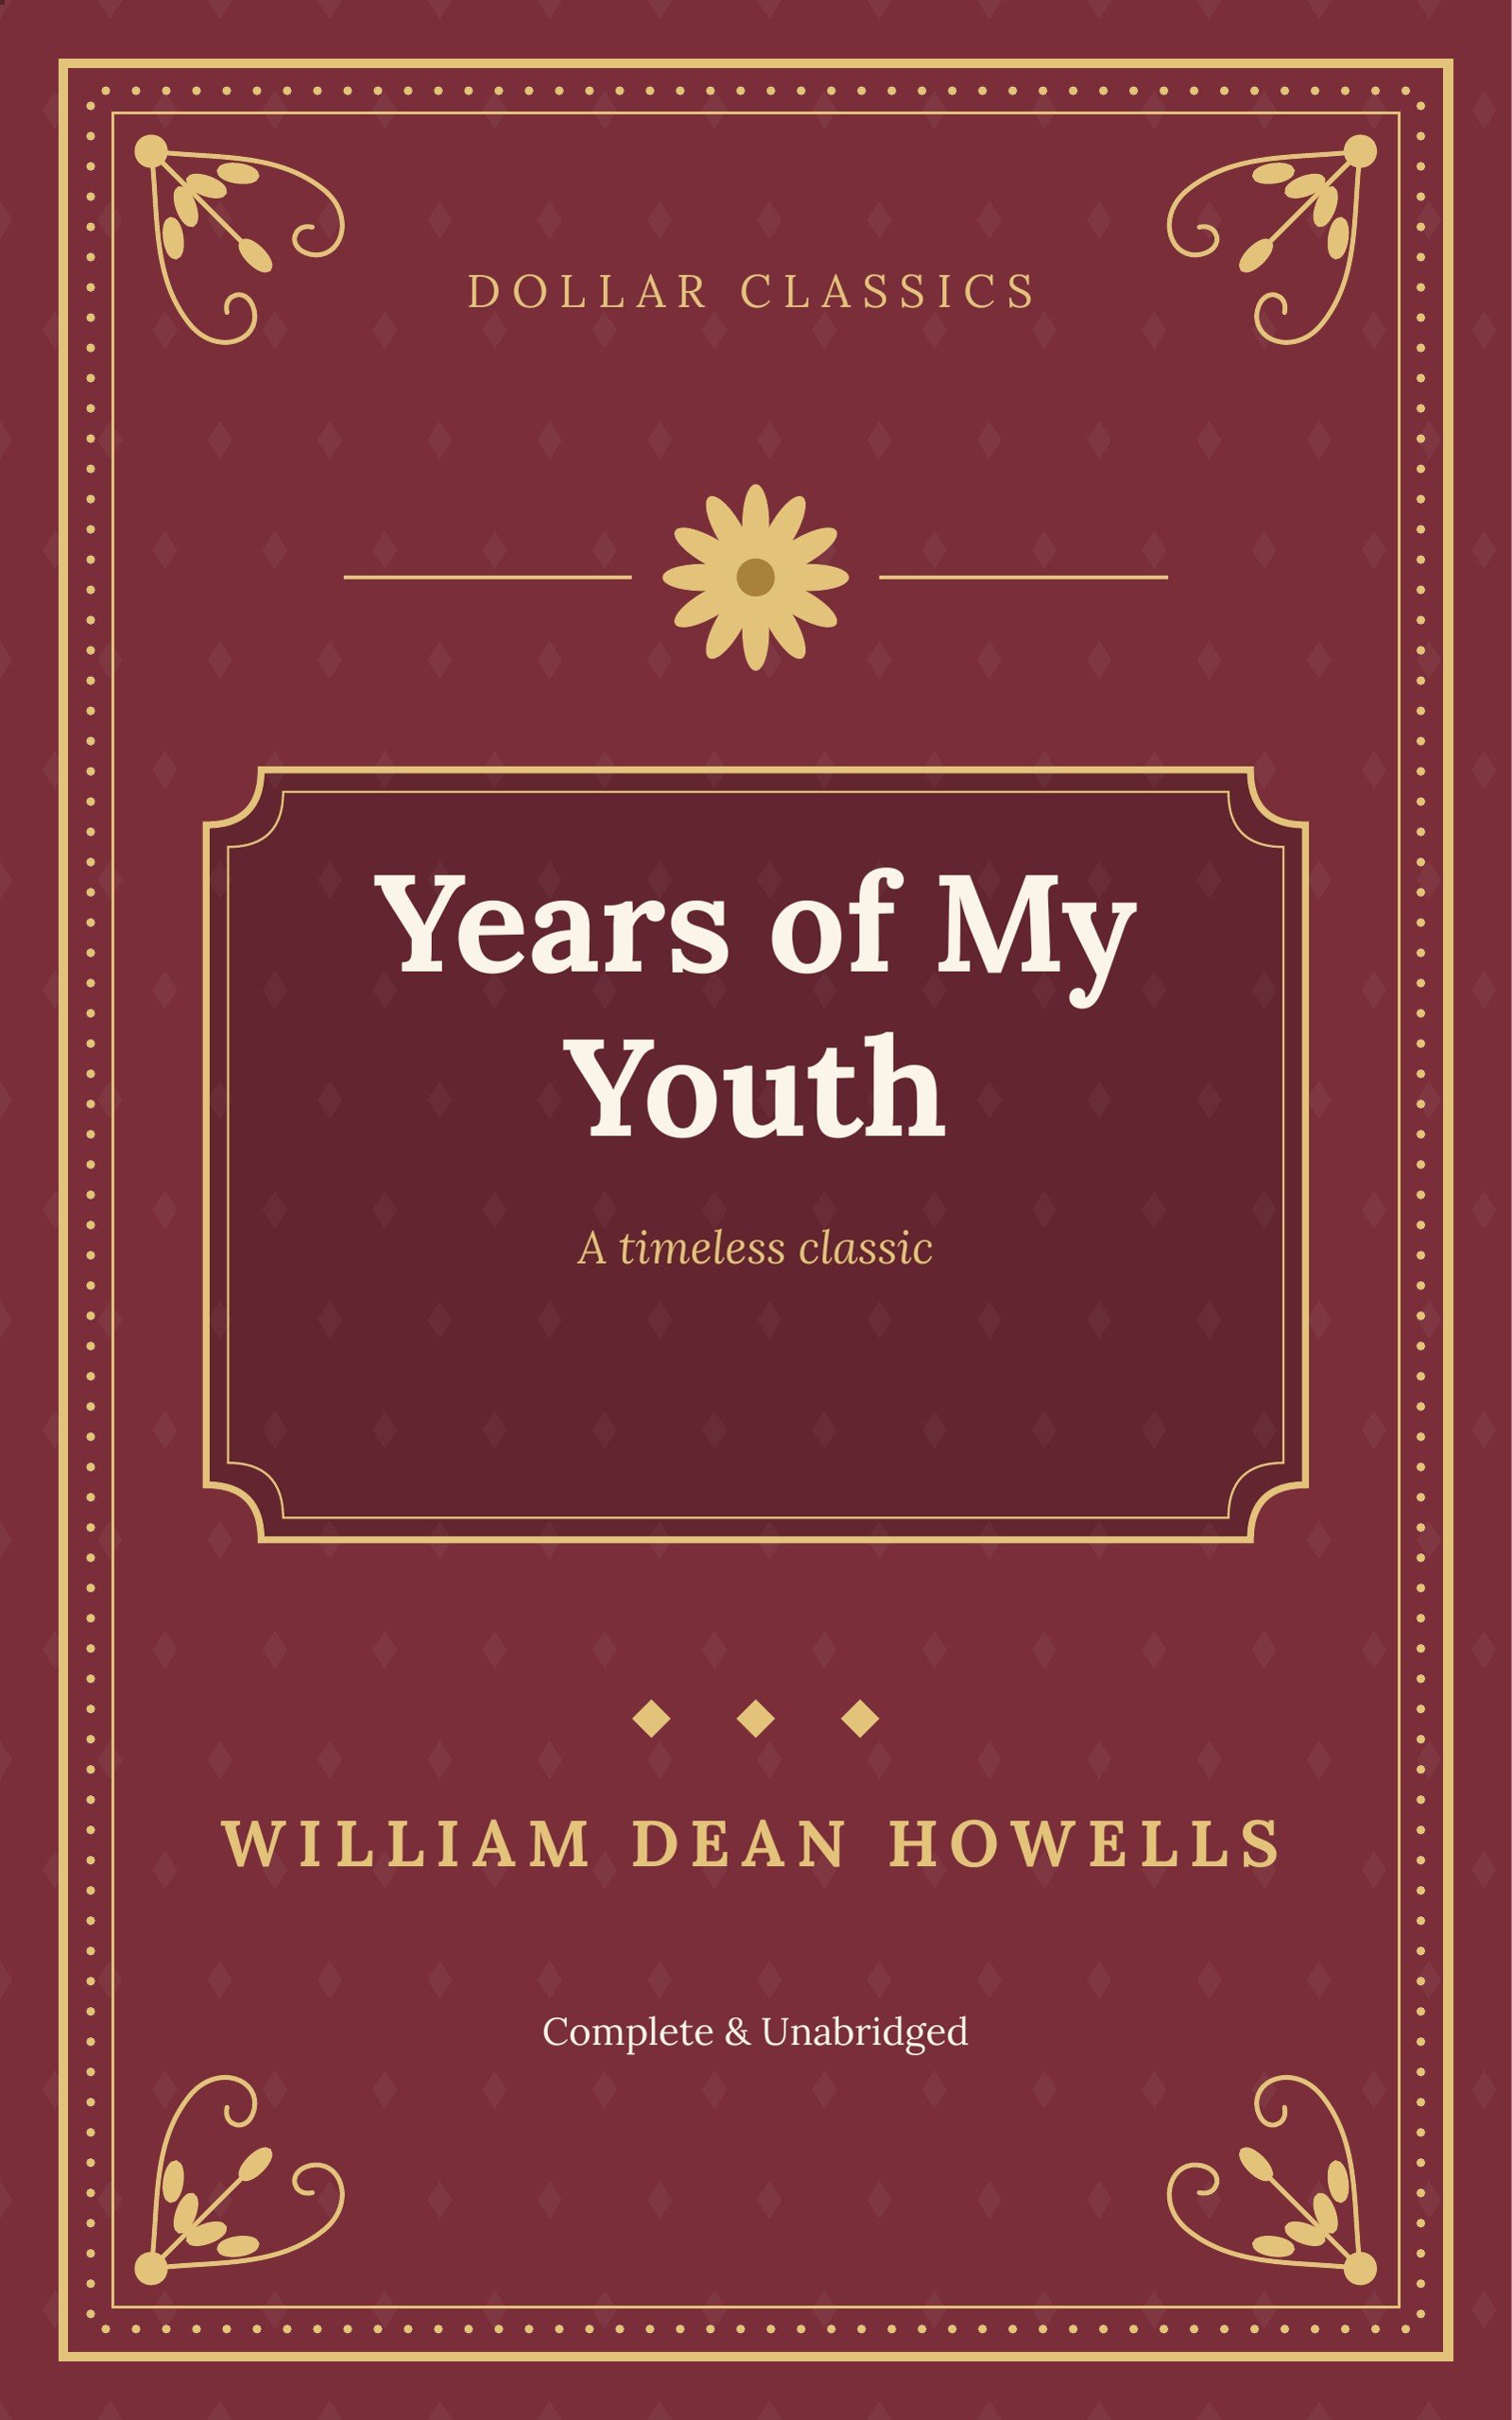 DOLLAR CLASSICS
Years of My
Youth
A timeless classic
WILLIAM DEAN HOWELLS
Complete & Unabridged